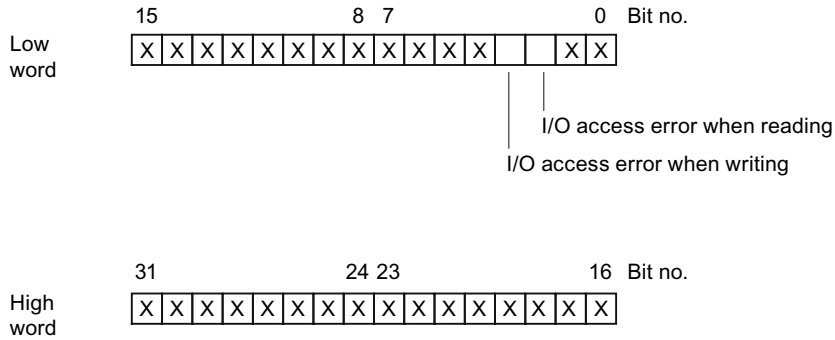 15 8 7 0 Bit no.
Low word
X X X X X X X X X X X X X X
I/O access error when reading
I/O access error when writing
31 24 23 16 Bit no.
High word
X X X X X X X X X X X X X X X X